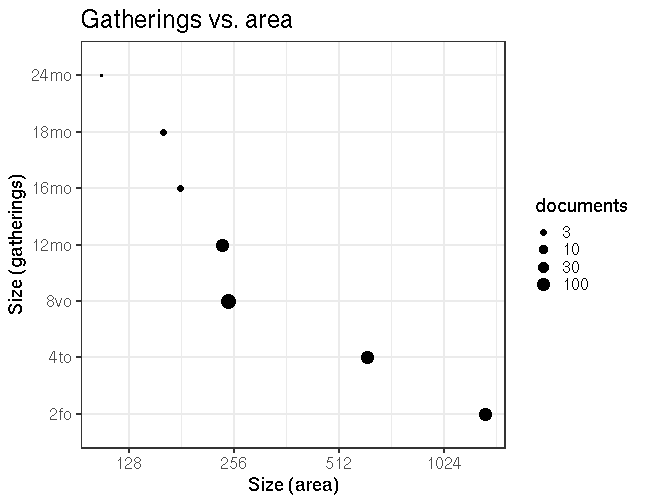 Gatherings vs. area
24mo
18mo
16mo
12mo
8vo
4to
2fo
Size (gatherings)
128 256 512 1024
Size (area)
documents
3
10
30
100